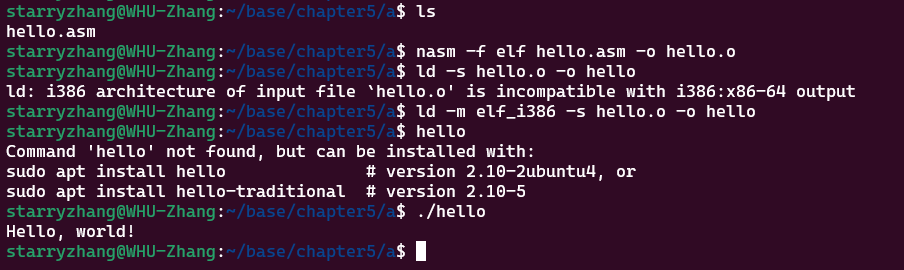 starryzhang@WHU-Zhang:~/base/chapter5/a$ ls
hello.asm
starryzhang@WHU-Zhang:~/base/chapter5/a$ nasm -f elf hello.asm -o hello.o
starryzhang@WHU-Zhang:~/base/chapter5/a$ ld -s hello.o -o hello
ld: i386 architecture of input file `hello.o' is incompatible with i386:x86-64 output
starryzhang@WHU-Zhang:~/base/chapter5/a$ ld -m elf_i386 -s hello.o -o hello
starryzhang@WHU-Zhang:~/base/chapter5/a$ hello
Command 'hello' not found, but can be installed with:
sudo apt install hello              # version 2.10-2ubuntu4, or
sudo apt install hello-traditional  # version 2.10-5
starryzhang@WHU-Zhang:~/base/chapter5/a$ ./hello
Hello, world!
starryzhang@WHU-Zhang:~/base/chapter5/a$